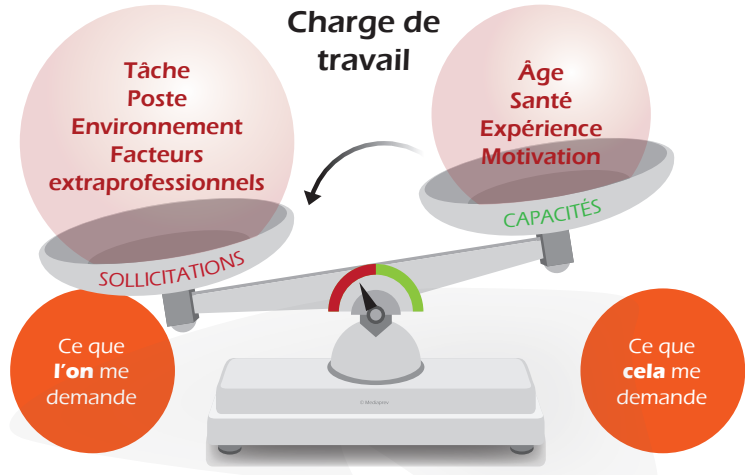 Charge de
travail
Tâche
Poste
Environnement
Facteurs
extraprofessionnels
Âge
Santé
Expérience
Motivation
SOLLICITATIONS
CAPACITÉS
Ce que
l'on me
demande
Ce que
cela me
demande
© Mediaprev